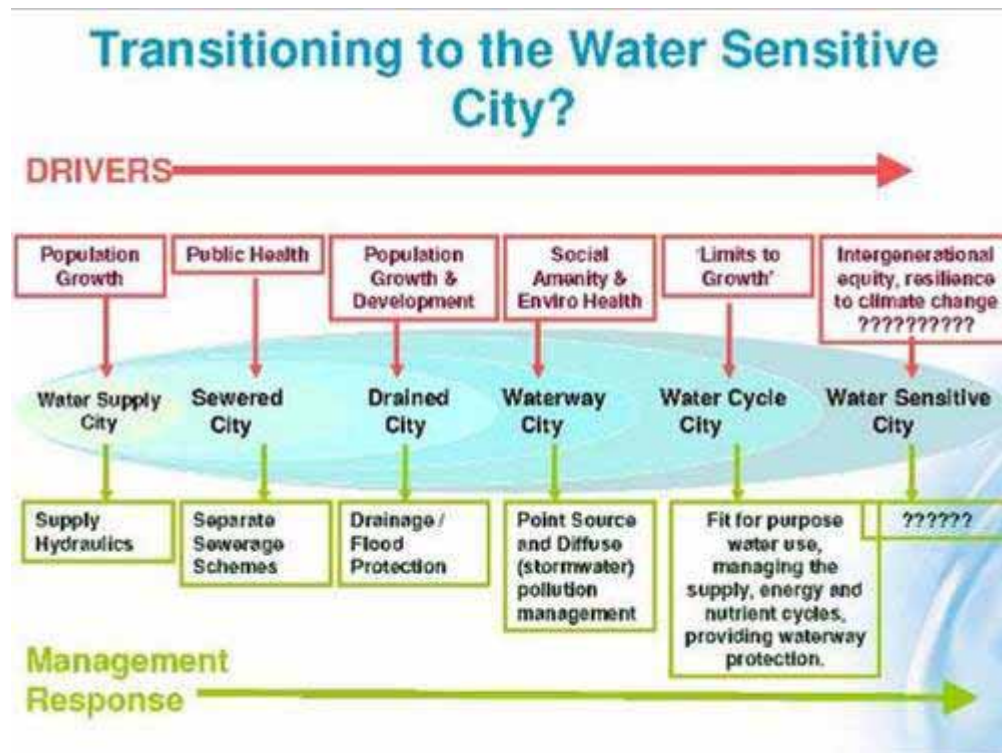 Transitioning to the Water Sensitive
City?
DRIVERS
Population
Growth
Public Health
Population
Growth &
Development
Social
Amenity &
Enviro Health
'Limits to
Growth'
Intergenerational
equity, resilience
to climate change
??????????
Water Supply
City
Sewered
City
Drained
City
Waterway
City
Water Cycle
City
Water Sensitive
City
Supply
Hydraulics
Separate
Sewerage
Schemes
Drainage /
Flood
Protection
Point Source
and Diffuse
(stormwater)
pollution
management
Fit for purpose
water use,
managing the
supply, energy and
nutrient cycles,
providing waterway
protection.
??????
Management
Response